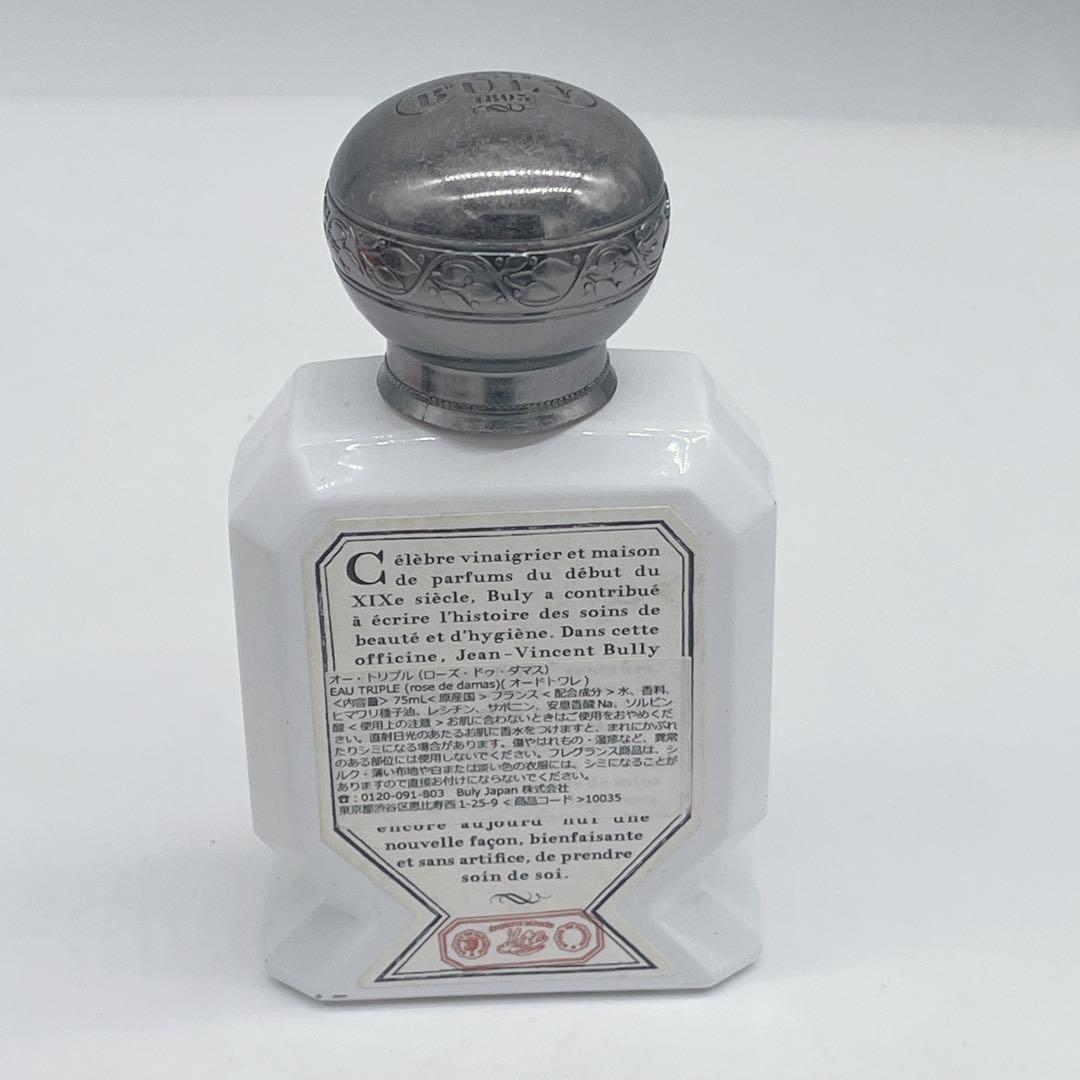 BULY
1803
Célèbre vinaigrier et maison
de parfums du début du
XIXe siècle, Buly a contribué
à écrire l'histoire des soins de
beauté et d'hygiène. Dans cette
officine, Jean-Vincent Bully
オー・トリプル (ローズ・ドゥ・ダマス)
EAU TRIPLE (rose de damas)( オードトワレ )
<内容量> 75mL< 原産国 > フランス < 配合成分 > 水、香料、
ヒマワリ種子油、レシチン、サポニン、安息香酸 Na、ソルビン
酸 < 使用上の注意 > お肌に合わないときはご使用をおやめくだ
さい。直射日光のあたるお肌に香水をつけますと、まれにかぶれ
たりシミになる場合があります。傷やはれもの・湿疹など、異常
のある部位には使用しないでください。フレグランス商品は、シ
ルク・薄い布地や白または淡い色の衣服には、シミになることが
ありますので直接お付けにならないでください。
☎ : 0120-091-803 Buly Japan 株式会社
東京都渋谷区恵比寿西 1-25-9 < 商品コード >10035
encore aujourd'hui une
nouvelle façon, bienfaisante
et sans artifice, de prendre
soin de soi.